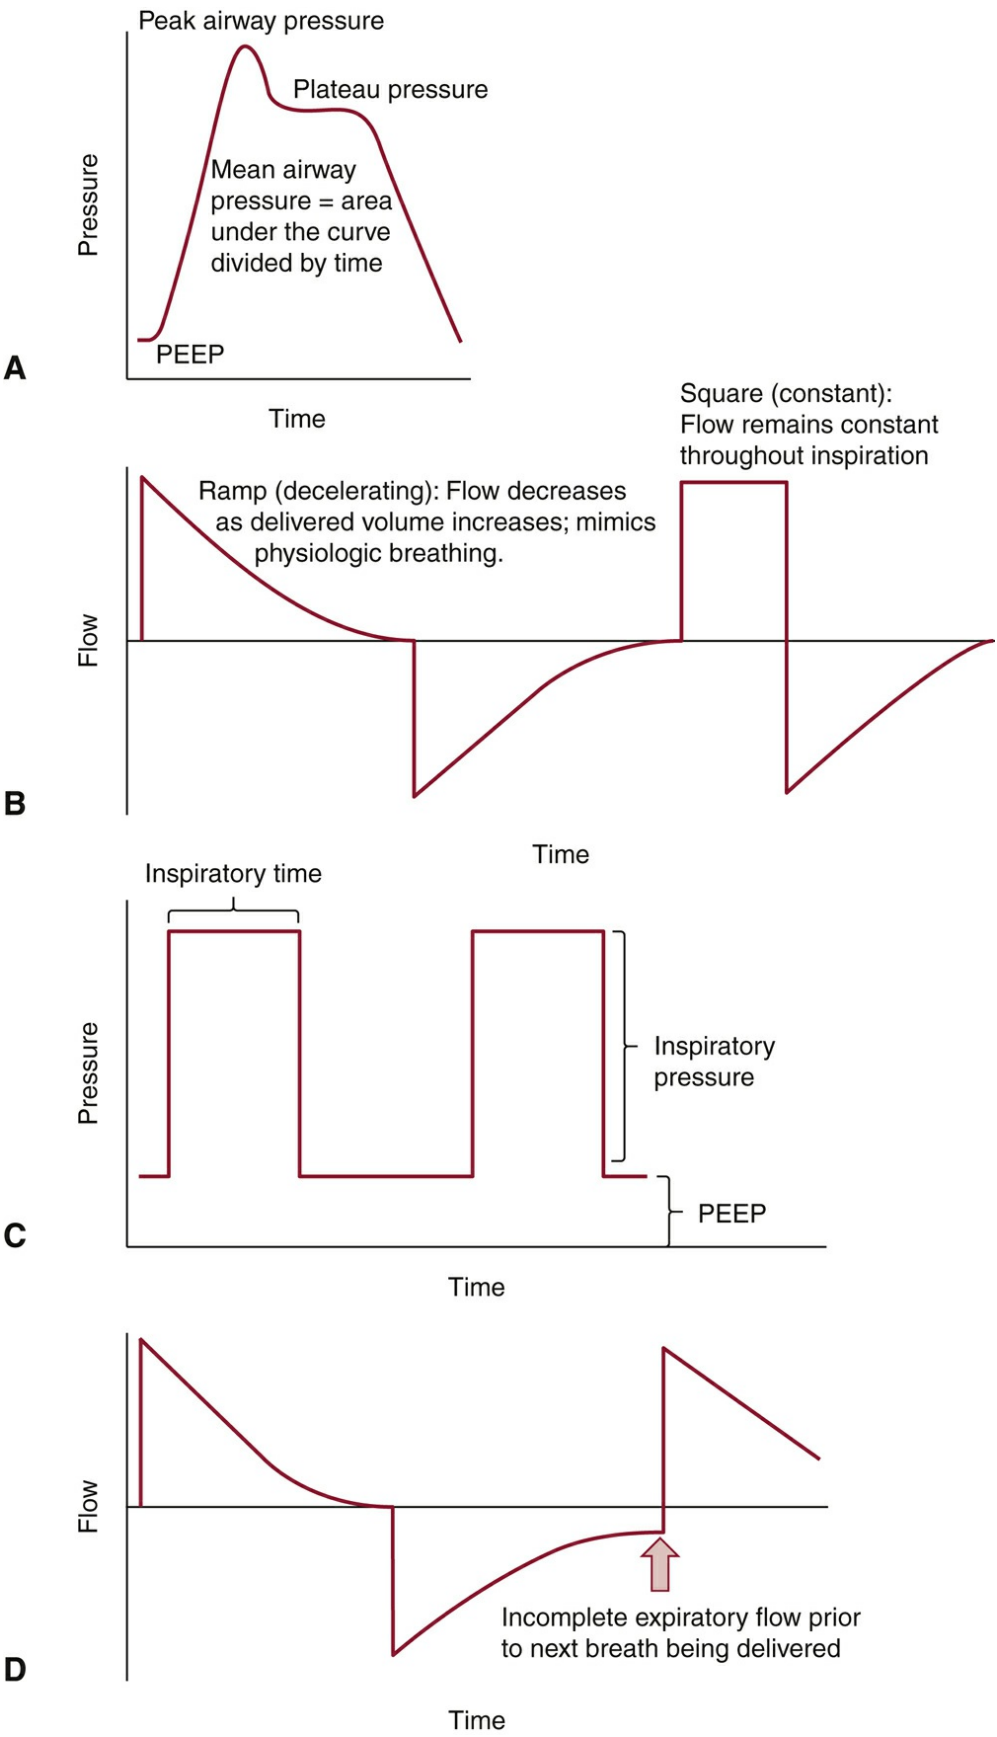 Peak airway pressure
Plateau pressure
Mean airway
pressure = area
under the curve
divided by time
PEEP
Pressure
Time
A
Square (constant):
Flow remains constant
throughout inspiration
Ramp (decelerating): Flow decreases
as delivered volume increases; mimics
physiologic breathing.
Flow
Time
B
Inspiratory time
Inspiratory
pressure
PEEP
Pressure
Time
C
Flow
Incomplete expiratory flow prior
to next breath being delivered
Time
D